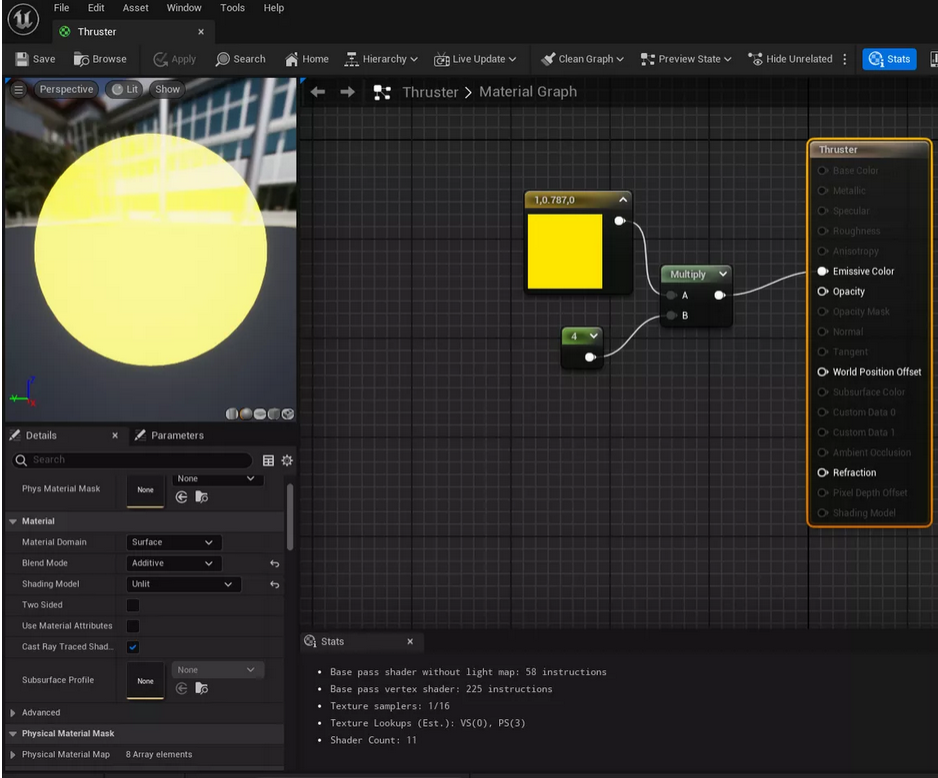 File Edit Asset Window Tools Help
Thruster
Save Browse Apply Search Home Hierarchy Live Update Clean Graph Preview State Hide Unrelated Stats
Perspective Lit Show
Thruster > Material Graph
Thruster
Base Color
Metallic
Specular
Roughness
Anisotropy
Emissive Color
Opacity
Opacity Mask
Normal
Tangent
World Position Offset
Subsurface Color
Custom Data 0
Custom Data 1
Ambient Occlusion
Refraction
Pixel Depth Offset
Shading Model
1,0.787,0
Multiply
A
B
4
Z
Y
X
Details Parameters
Search
Phys Material Mask None None
Material
Material Domain Surface
Blend Mode Additive
Shading Model Unlit
Two Sided
Use Material Attributes
Cast Ray Traced Shad..
Subsurface Profile None None
Advanced
Physical Material Mask
Physical Material Map 8 Array elements
Stats
Base pass shader without light map: 58 instructions
Base pass vertex shader: 225 instructions
Texture samplers: 1/16
Texture Lookups (Est.): VS(0), PS(3)
Shader Count: 11